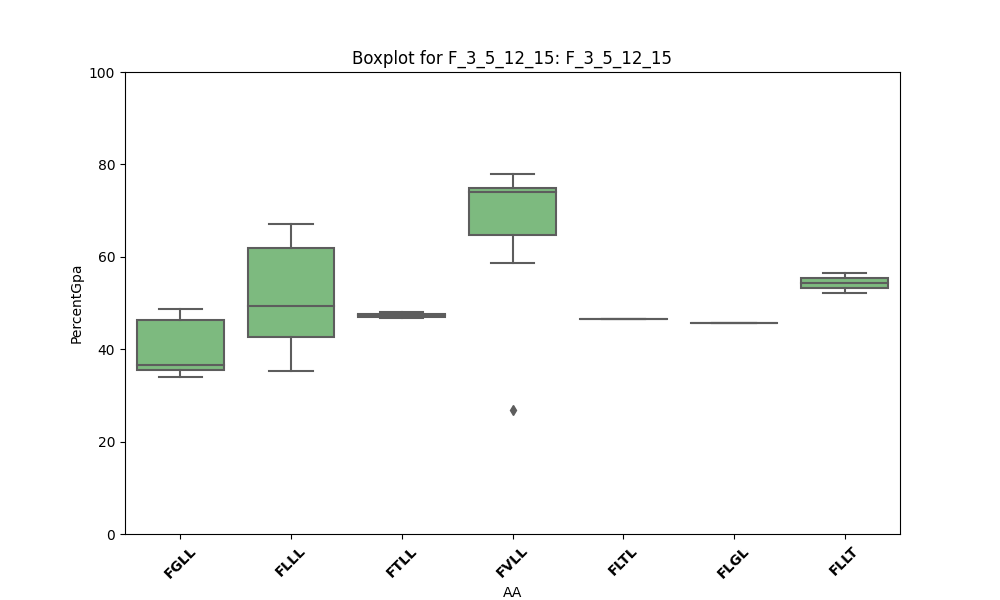 Boxplot for F_3_5_12_15: F_3_5_12_15
100
80
60
40
20
0
PercentGpa
FGLL
FLLL
FTLL
FVLL
FLTL
FLGL
FLLT
AA